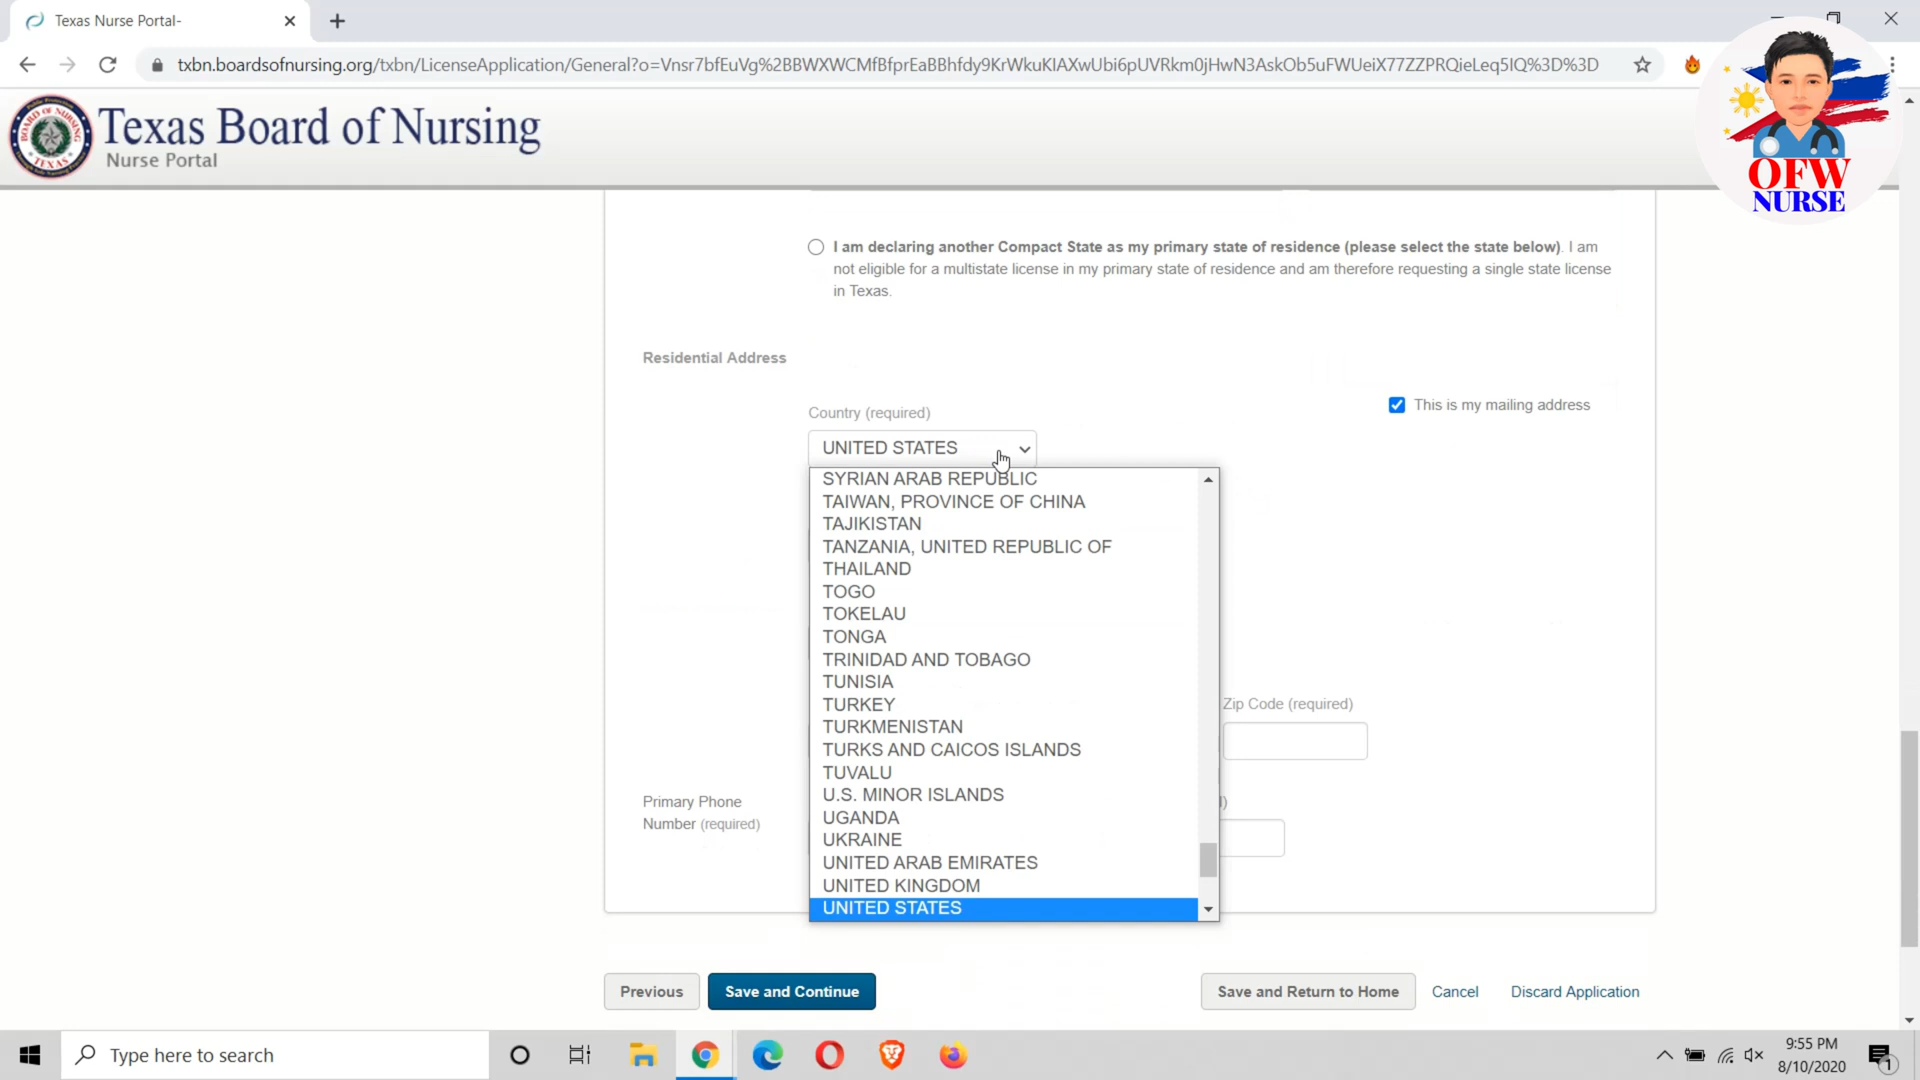 Texas Nurse Portal-
txbn.boardsofnursing.org/txbn/LicenseApplication/General?o=Vnsr7bfEuVg%2BBWXWCMfBfprEaBBhfdy9KrWkuKIAXwUbi6pUVRkm0jHwN3AskOb5uFWUeiX77ZZPRQieLeq5IQ%3D%3D
Texas Board of Nursing
Nurse Portal
BOARD OF NURSING
TEXAS
OFW
NURSE
I am declaring another Compact State as my primary state of residence (please select the state below). I am
not eligible for a multistate license in my primary state of residence and am therefore requesting a single state license
in Texas.
Residential Address
This is my mailing address
Country (required)
UNITED STATES
SYRIAN ARAB REPUBLIC
TAIWAN, PROVINCE OF CHINA
TAJIKISTAN
TANZANIA, UNITED REPUBLIC OF
THAILAND
TOGO
TOKELAU
TONGA
TRINIDAD AND TOBAGO
TUNISIA
TURKEY
TURKMENISTAN
TURKS AND CAICOS ISLANDS
TUVALU
U.S. MINOR ISLANDS
UGANDA
UKRAINE
UNITED ARAB EMIRATES
UNITED KINGDOM
UNITED STATES
Zip Code (required)
Primary Phone
Number (required)
Previous
Save and Continue
Save and Return to Home
Cancel
Discard Application
Type here to search
9:55 PM
8/10/2020
1